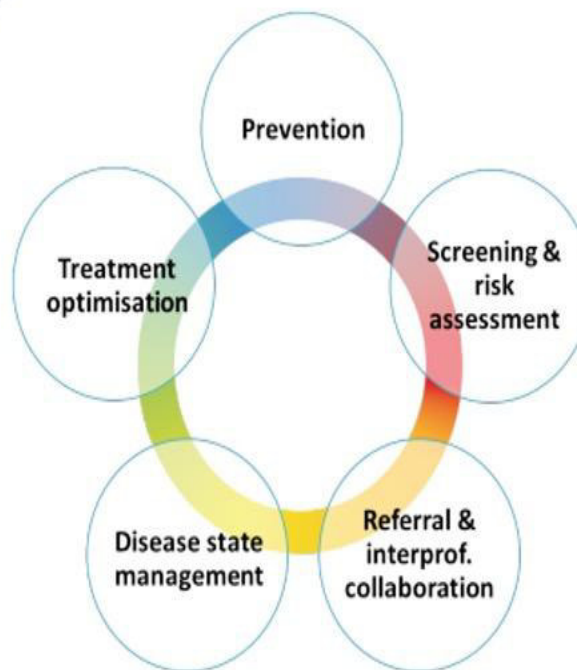 Prevention
Screening &
risk
assessment
Referral &
interprof.
collaboration
Disease state
management
Treatment
optimisation